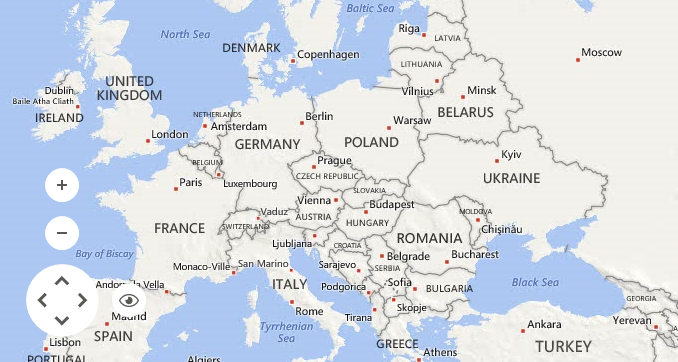 Baltic Sea
Riga
LATVIA
North Sea
DENMARK
Copenhagen
Moscow
LITHUANIA
Vilnius
Minsk
UNITED
KINGDOM
Dublin
Baile Atha Cliath
IRELAND
NETHERLANDS
Amsterdam
Berlin
Warsaw
BELARUS
London
GERMANY
POLAND
BELGIUM
Prague
CZECH REPUBLIC
Kyiv
UKRAINE
Paris
Luxembourg
SLOVAKIA
Vienna
Budapest
Vaduz
AUSTRIA
HUNGARY
MOLDOVA
Chișinău
FRANCE
SWITZERLAND
Ljubljana
CROATIA
ROMANIA
Bay of Biscay
Monaco-Ville
San Marino
Sarajevo
Belgrade
SERBIA
Bucharest
Andorra la Vella
ITALY
Podgorica
Sofia
BULGARIA
Black Sea
GEORGIA
Rome
Skopje
Madrid
SPAIN
Tyrrhenian
Sea
Tirana
Ankara
Yerevan
Lisbon
PORTUGAL
Algiers
GREECE
Athens
TURKEY